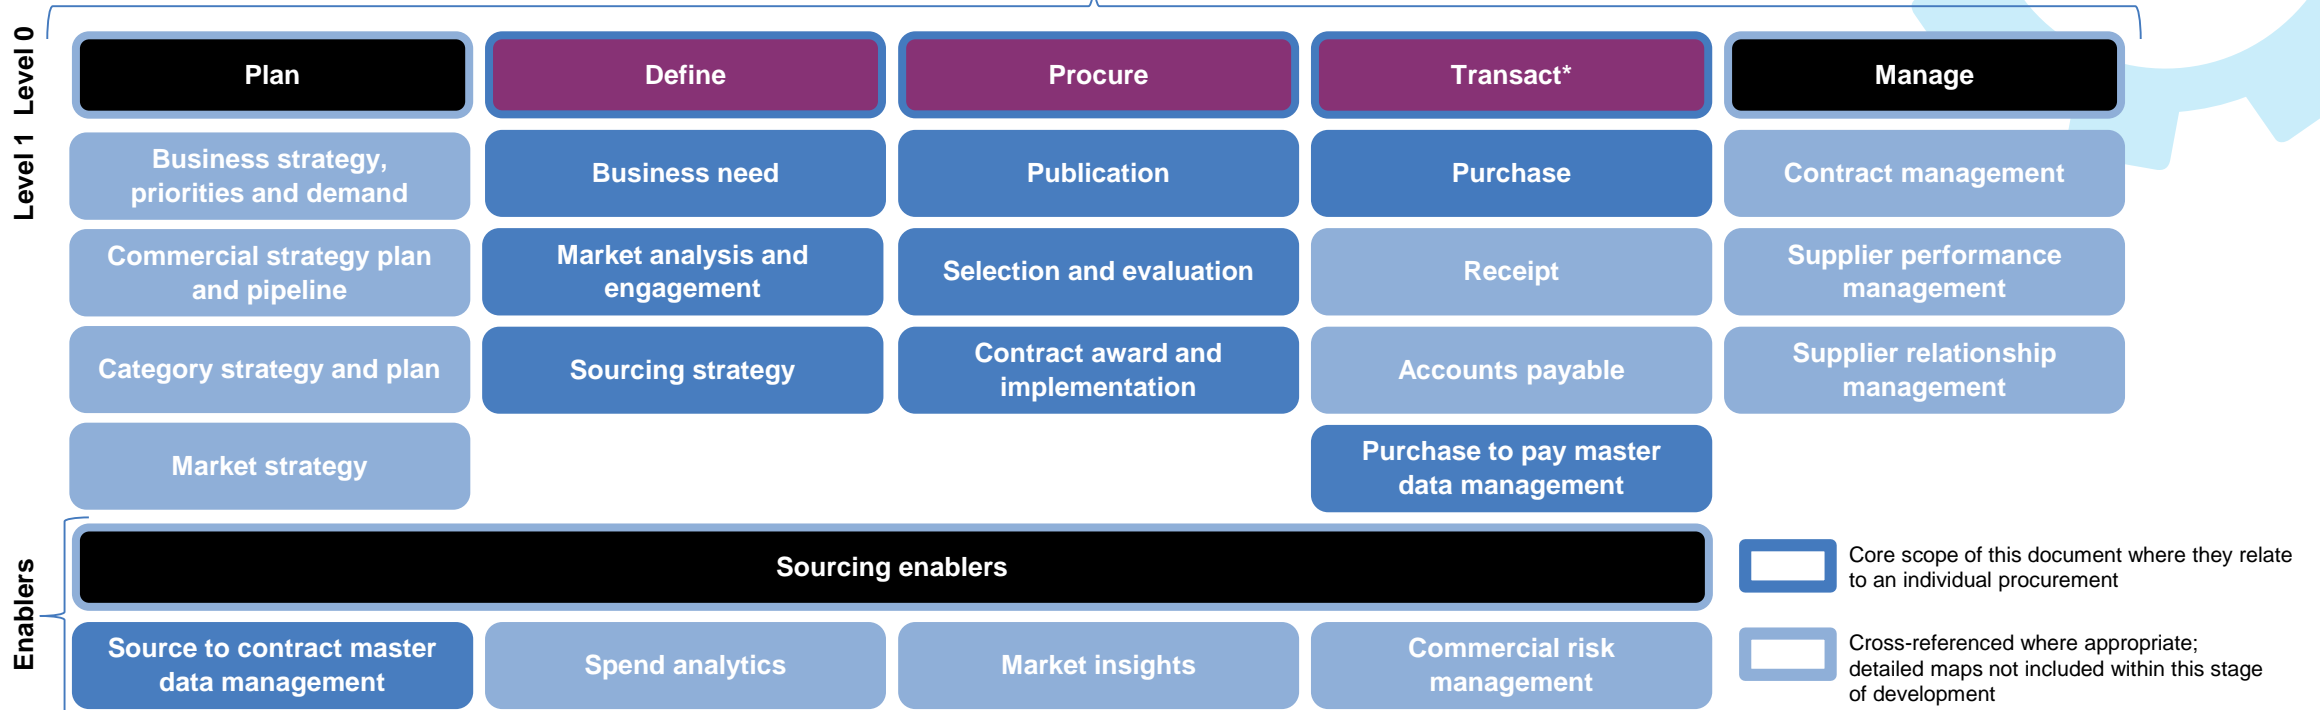 Level 0
Plan
Define
Procure
Transact*
Manage
Level 1
Business strategy,
priorities and demand
Business need
Publication
Purchase
Contract management
Commercial strategy plan
and pipeline
Market analysis and
engagement
Selection and evaluation
Receipt
Supplier performance
management
Category strategy and plan
Sourcing strategy
Contract award and
implementation
Accounts payable
Supplier relationship
management
Market strategy
Purchase to pay master
data management
Enablers
Sourcing enablers
Core scope of this document where they relate
to an individual procurement
Source to contract master
data management
Spend analytics
Market insights
Commercial risk
management
Cross-referenced where appropriate;
detailed maps not included within this stage
of development